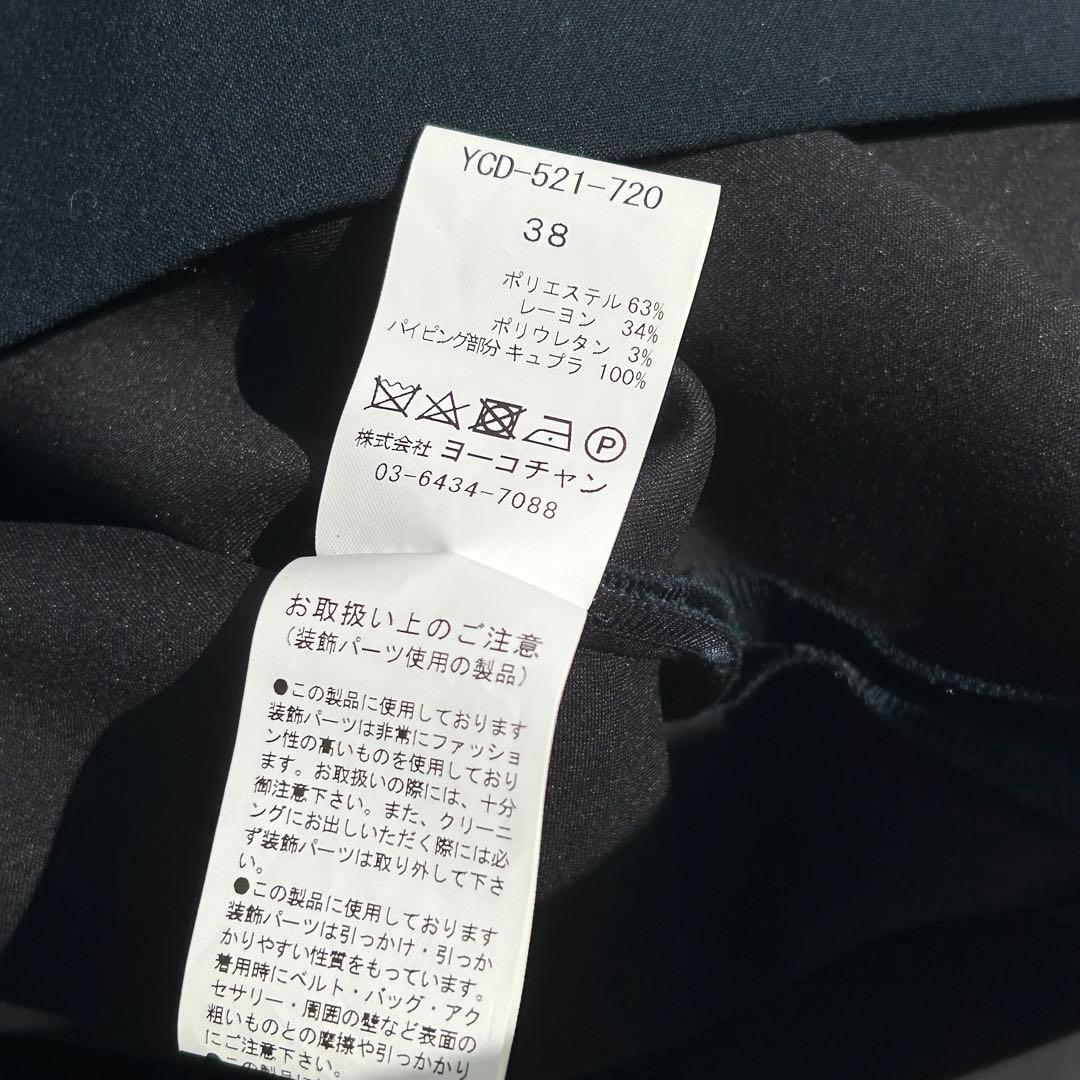 YCD-521-720
38
ポリエステル 63%
レーヨン 34%
ポリウレタン 3%
パイピング部分 キュプラ 100%
P
株式会社 ヨーコチャン
03-6434-7088
お取扱い上のご注意
(装飾パーツ使用の製品)
●この製品に使用しております
装飾パーツは非常にファッショ
ン性の高いものを使用しており
ます。お取扱いの際には、十分
御注意下さい。また、クリーニ
ングにお出しいただく際には必
ず装飾パーツは取り外して下さ
い。
●この製品に使用しております
装飾パーツは引っかけ・引っか
かりやすい性質をもっています。
着用時にベルト・バッグ・アク
セサリー・周囲の壁など表面の
粗いものとの摩擦や引っかかり
にご注意下さい。
●この製品に